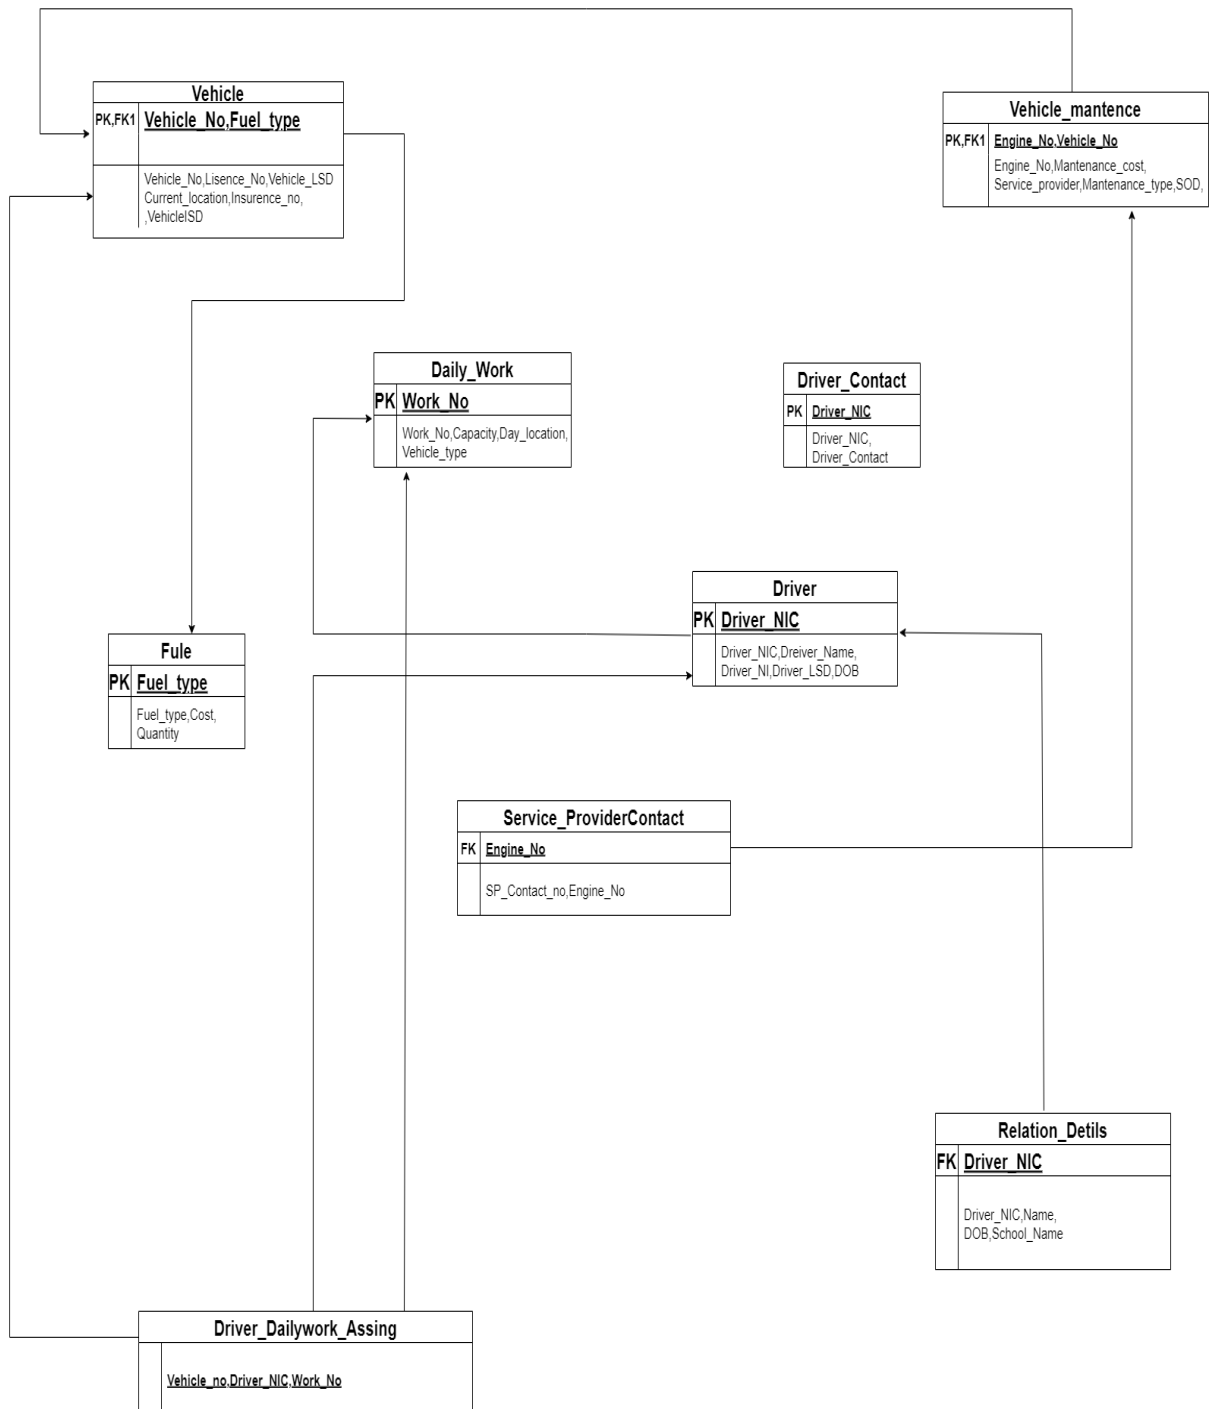 Vehicle
PK,FK1
Vehicle_No,Fuel_type
Vehicle_No,Lisence_No,Vehicle_LSD
Current_location,Insurence_no,
,VehicleISD
Vehicle_mantence
PK,FK1
Engine_No,Vehicle_No
Engine_No,Mantenance_cost,
Service_provider,Mantenance_type,SOD,
Daily_Work
PK
Work_No
Work_No,Capacity,Day_location,
Vehicle_type
Driver_Contact
PK
Driver_NIC
Driver_NIC,
Driver_Contact
Driver
PK
Driver_NIC
Driver_NIC,Dreiver_Name,
Driver_NI,Driver_LSD,DOB
Fule
PK
Fuel_type
Fuel_type,Cost,
Quantity
Service_ProviderContact
FK
Engine_No
SP_Contact_no,Engine_No
Relation_Detils
FK
Driver_NIC
Driver_NIC,Name,
DOB,School_Name
Driver_Dailywork_Assing
Vehicle_no,Driver_NIC,Work_No